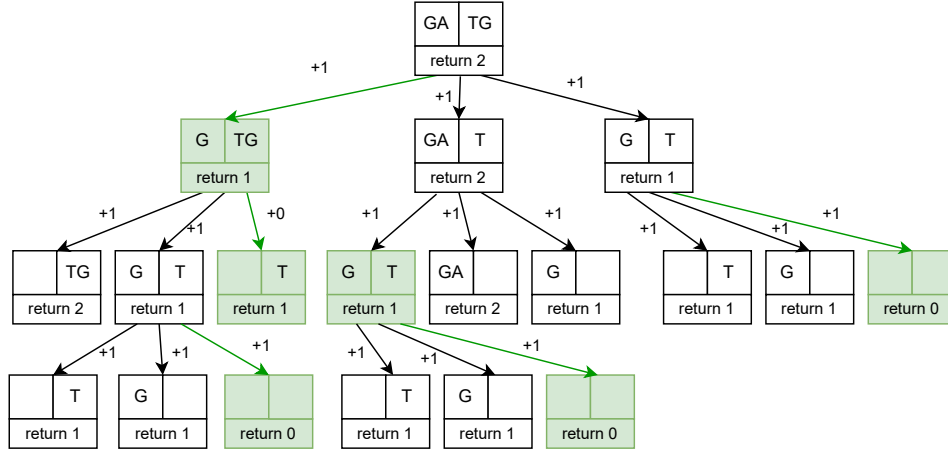 GA TG
return 2
+1
+1
+1
G TG
return 1
GA T
return 2
G T
return 1
+1
+1
+0
+1
+1
+1
+1
+1
+1
TG
return 2
G T
return 1
T
return 1
G T
return 1
GA
return 2
G
return 1
T
return 1
G
return 1
return 0
+1
+1
+1
+1
+1
+1
T
return 1
G
return 1
return 0
T
return 1
G
return 1
return 0